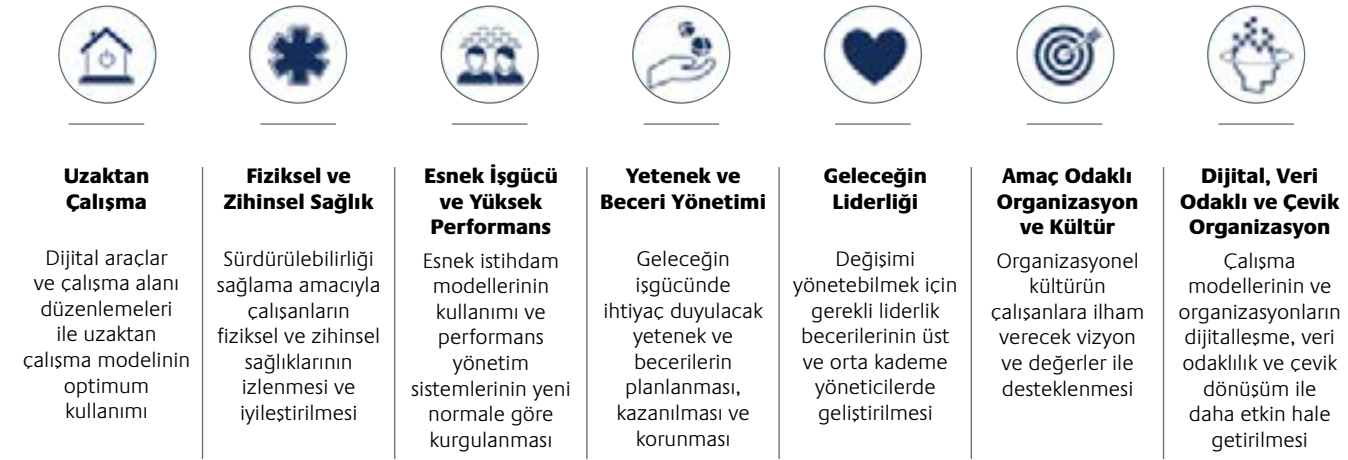 Uzaktan
Çalışma
Dijital araçlar
ve çalışma alanı
düzenlemeleri
ile uzaktan
çalışma modelinin
optimum
kullanımı
Fiziksel ve
Zihinsel Sağlık
Sürdürülebilirliği
sağlama amacıyla
çalışanların
fiziksel ve zihinsel
sağlıklarının
izlenmesi ve
iyileştirilmesi
Esnek İşgücü
ve Yüksek
Performans
Esnek istihdam
modellerinin
kullanımı ve
performans
yönetim
sistemlerinin yeni
normale göre
kurgulanması
Yetenek ve
Beceri Yönetimi
Geleceğin
işgücünde
ihtiyaç duyulacak
yetenek ve
becerilerin
planlanması,
kazanılması ve
korunması
Geleceğin
Liderliği
Değişimi
yönetebilmek için
gerekli liderlik
becerilerinin üst
ve orta kademe
yöneticilerde
geliştirilmesi
Amaç Odaklı
Organizasyon
ve Kültür
Organizasyonel
kültürün
çalışanlara ilham
verecek vizyon
ve değerler ile
desteklenmesi
Dijital, Veri
Odaklı ve Çevik
Organizasyon
Çalışma
modellerinin ve
organizasyonların
dijitalleşme, veri
odaklılık ve çevik
dönüşüm ile
daha etkin hale
getirilmesi